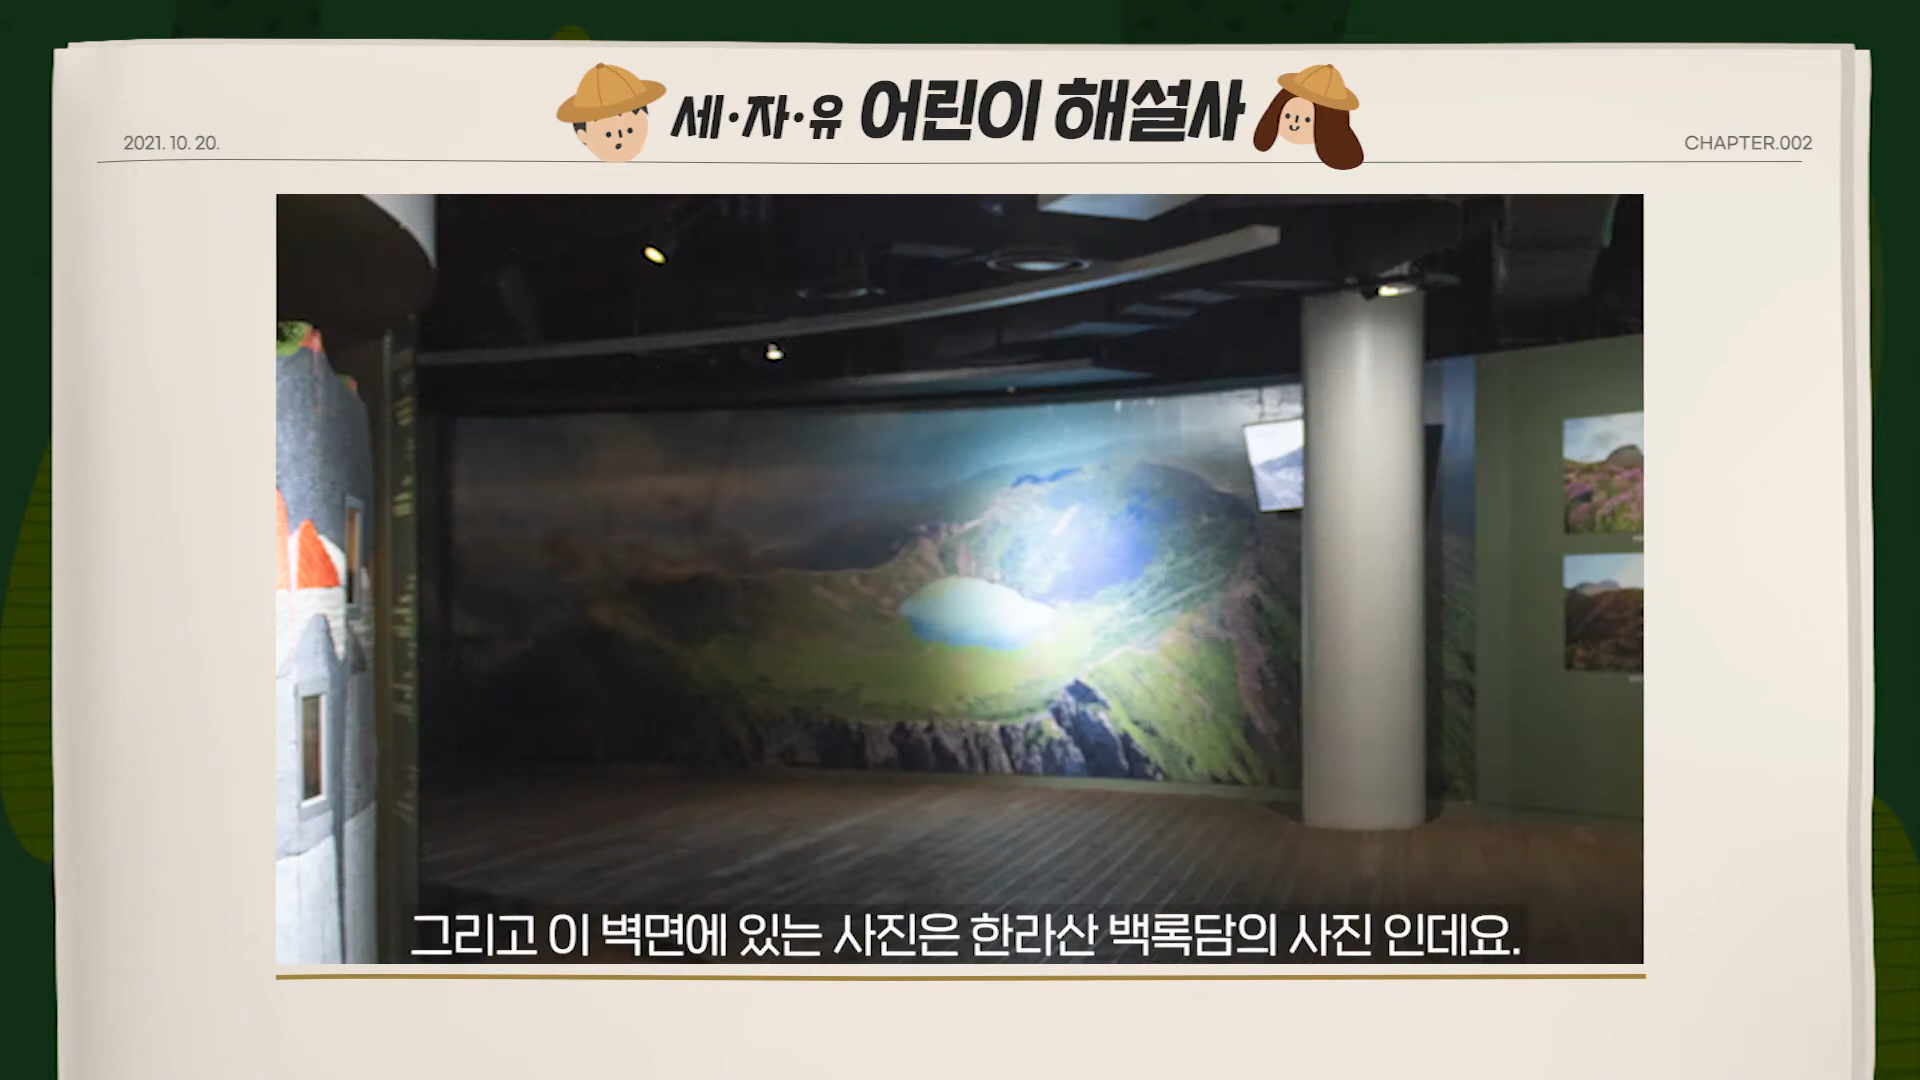 세·자·유 어린이 해설사
2021. 10. 20.
CHAPTER.002
그리고 이 벽면에 있는 사진은 한라산 백록담의 사진 인데요.